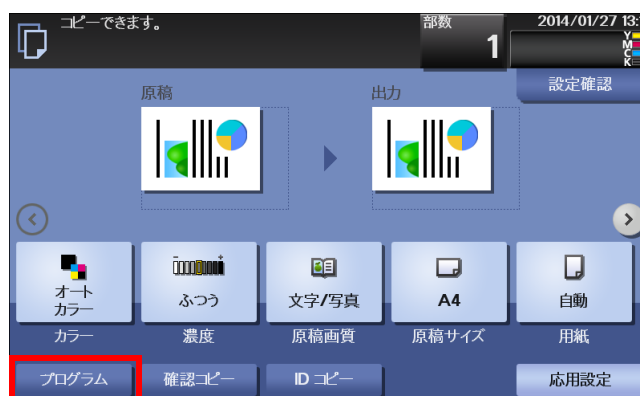 コピーできます。
部数
1
2014/01/27 13:
Y
M
C
K
設定確認
原稿
出力
オート
カラー
ふつう
文字/写真
A4
自動
カラー
濃度
原稿画質
原稿サイズ
用紙
プログラム
確認コピー
ID コピー
応用設定